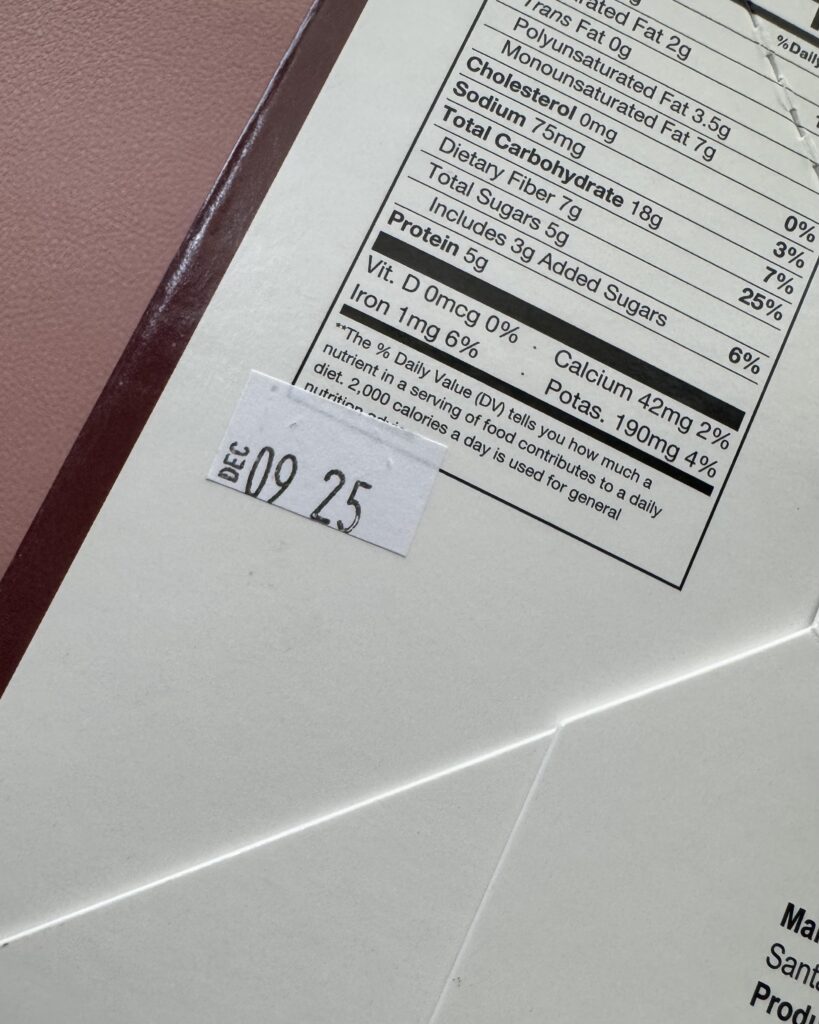 Fat 2g
Trans Fat 0g
%Daily
Polyunsaturated Fat 3.5g
Monounsaturated Fat 7g
Cholesterol 0mg 0%
Sodium 75mg 3%
Total Carbohydrate 18g 7%
Dietary Fiber 7g 25%
Total Sugars 5g
Includes 3g Added Sugars 6%
Protein 5g
Vit. D 0mcg 0% · Calcium 42mg 2%
Iron 1mg 6% · Potas. 190mg 4%
**The % Daily Value (DV) tells you how much a
nutrient in a serving of food contributes to a daily
diet. 2,000 calories a day is used for general
nutrition
DEC 09 25